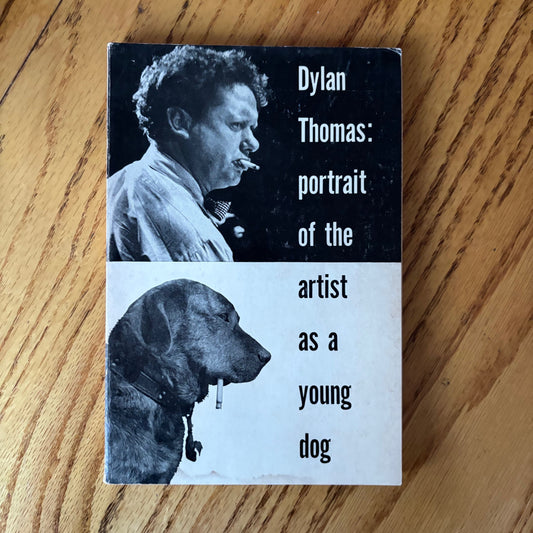 Dylan
Thomas:
portrait
of the
artist
as a
young
dog